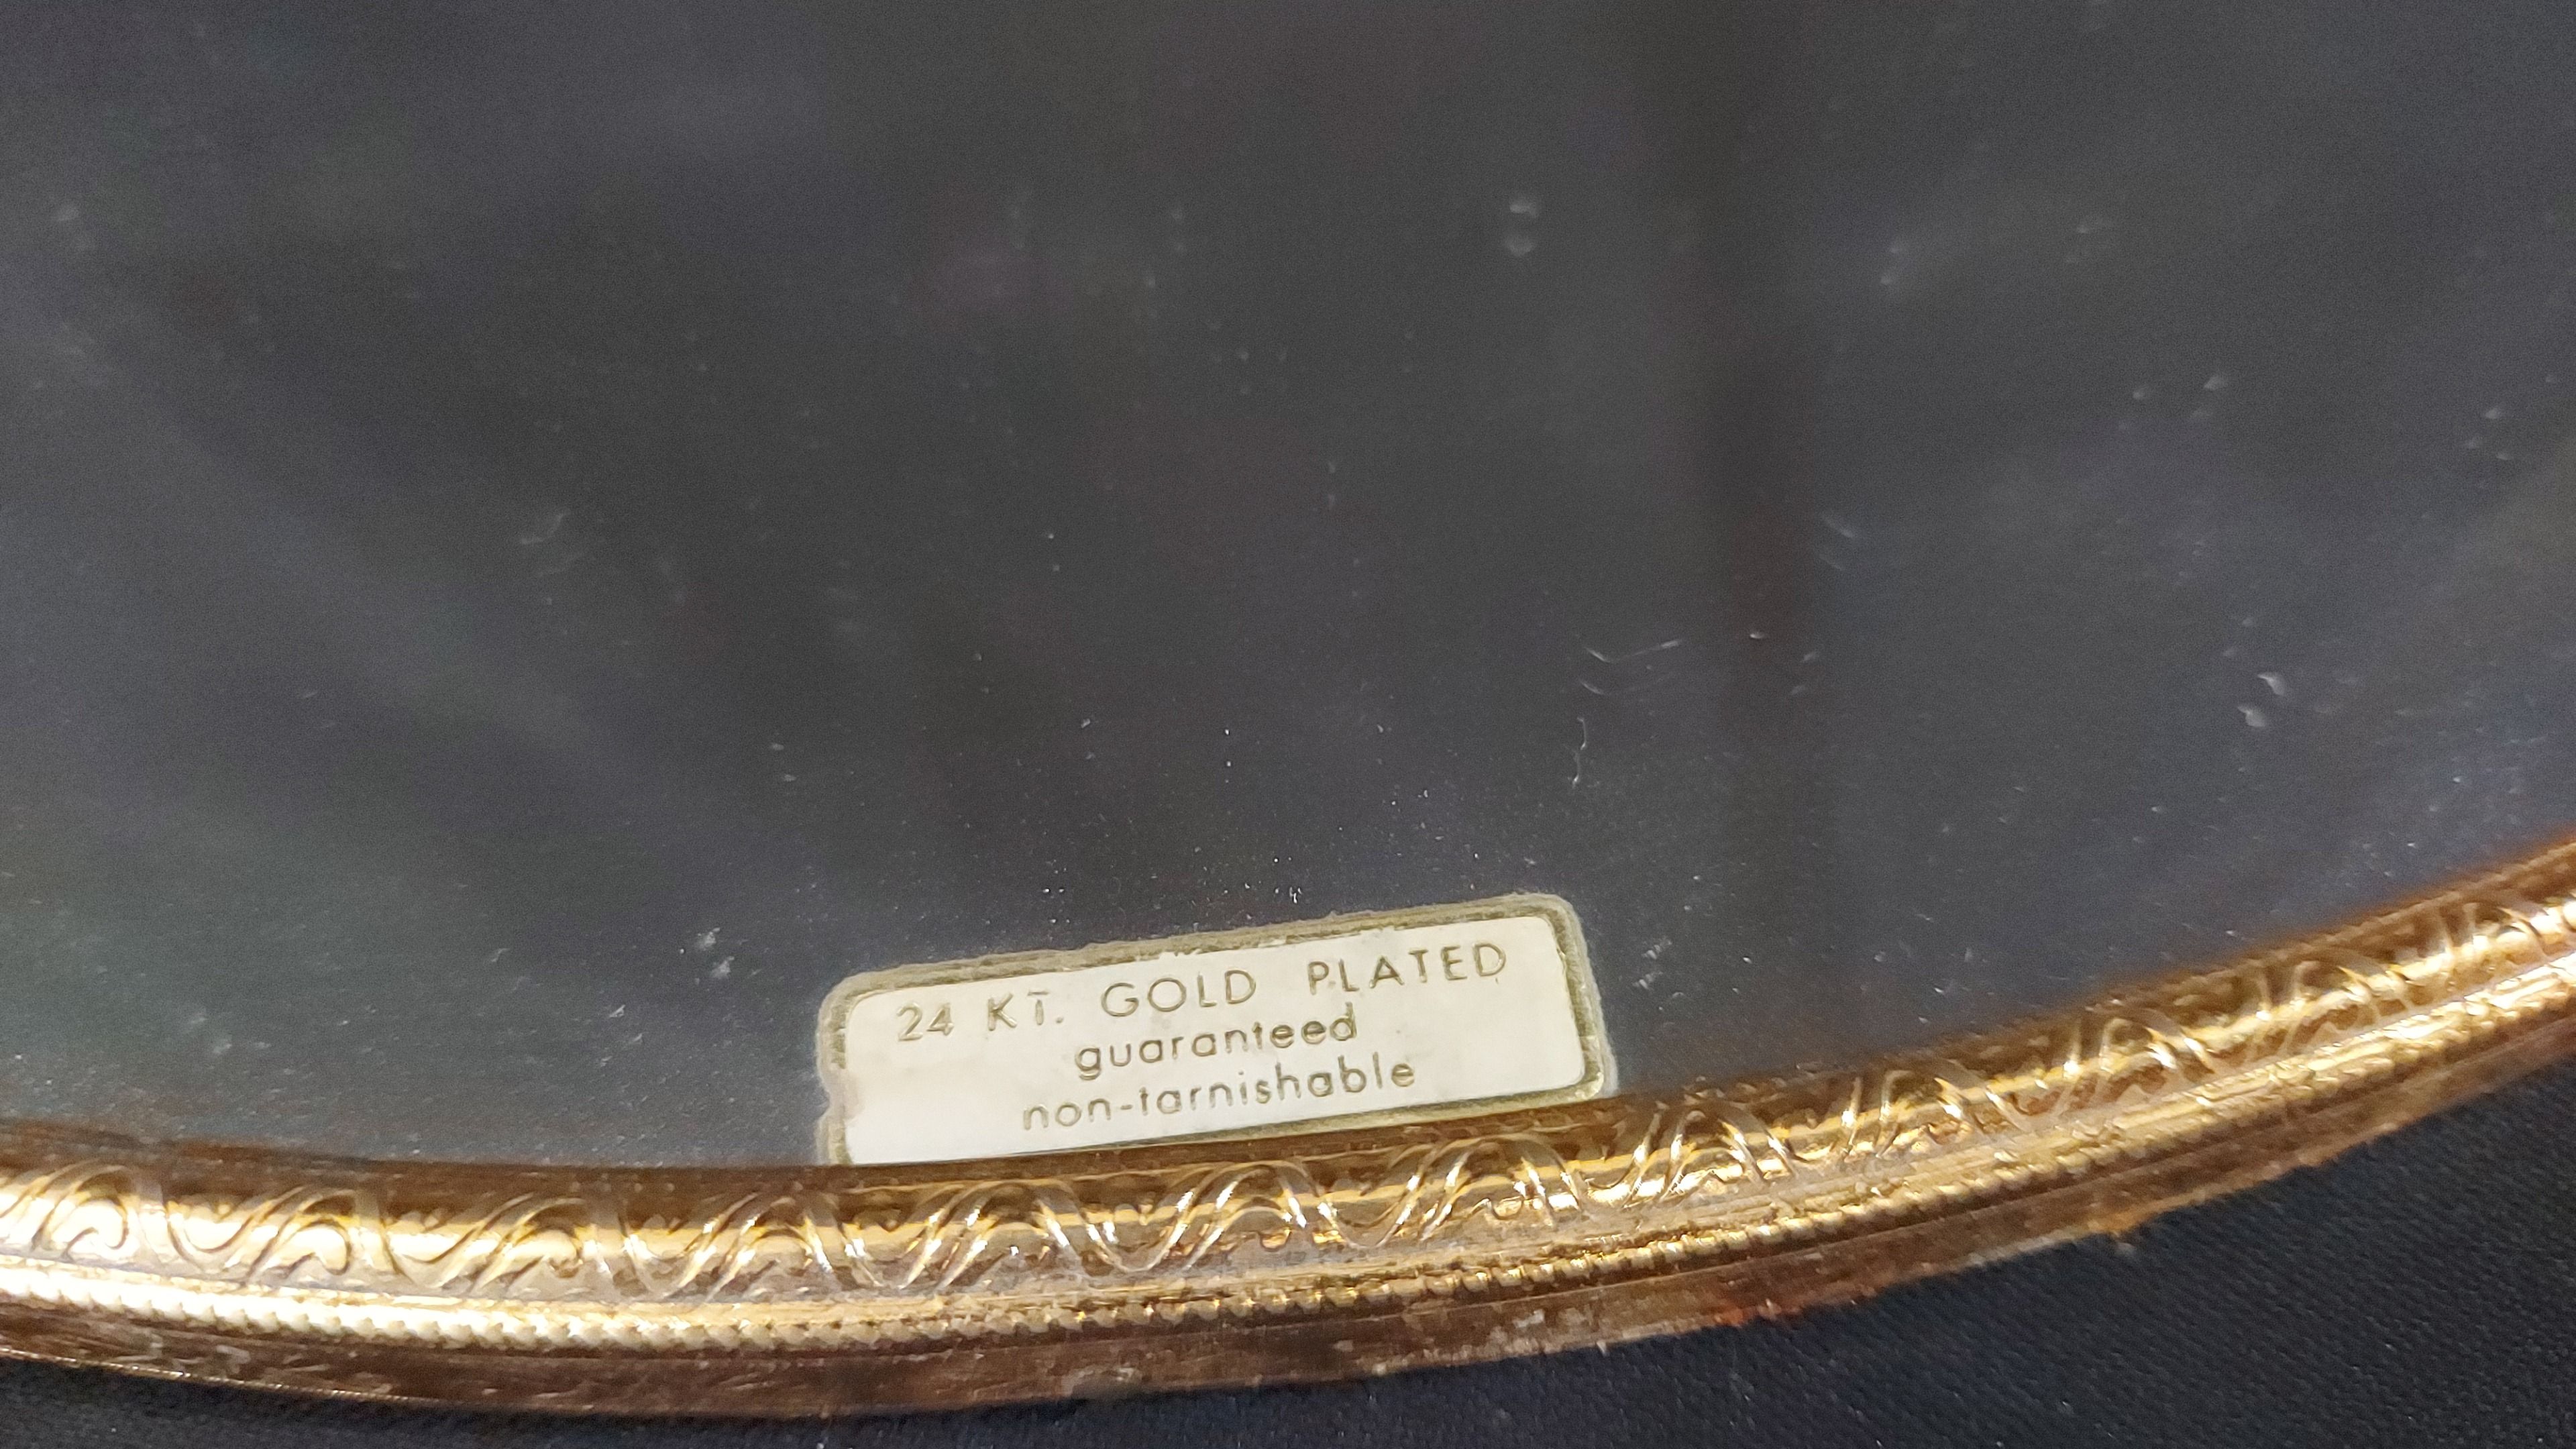 24 KT. GOLD PLATED
guaranteed
non-tarnishable